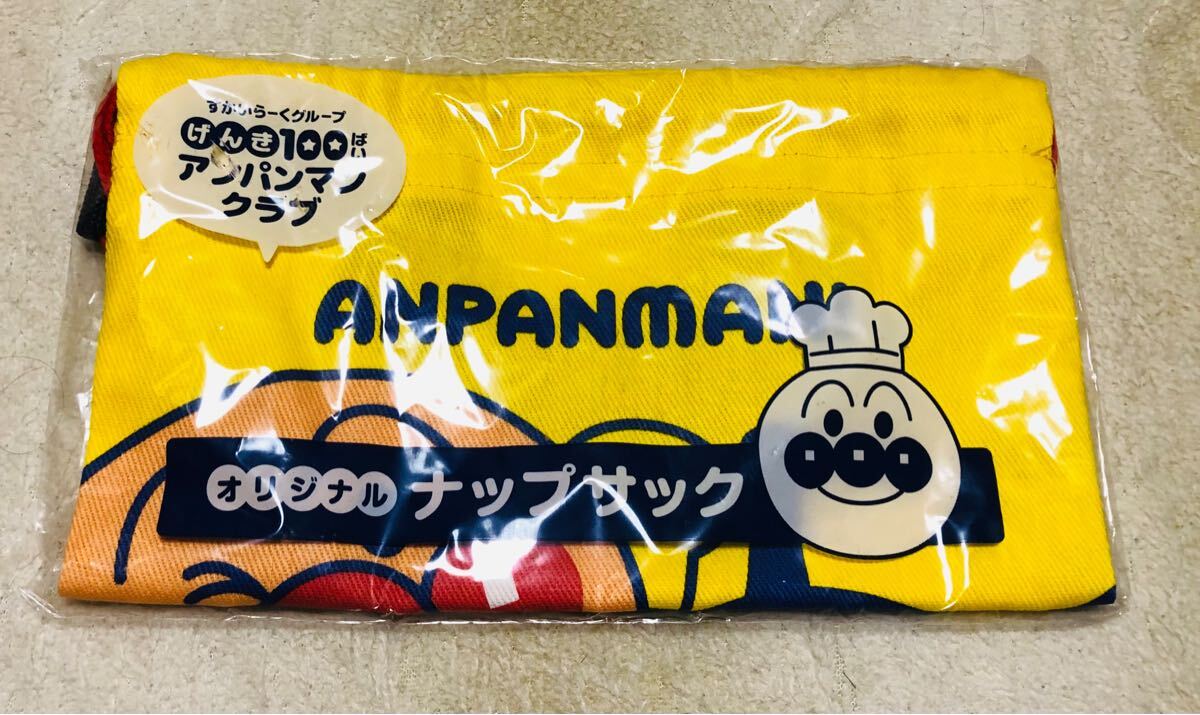 すかいらーくグループ
げんき100ぱい
アンパンマン
クラブ
ANPANMAN
オリジナル ナップサック